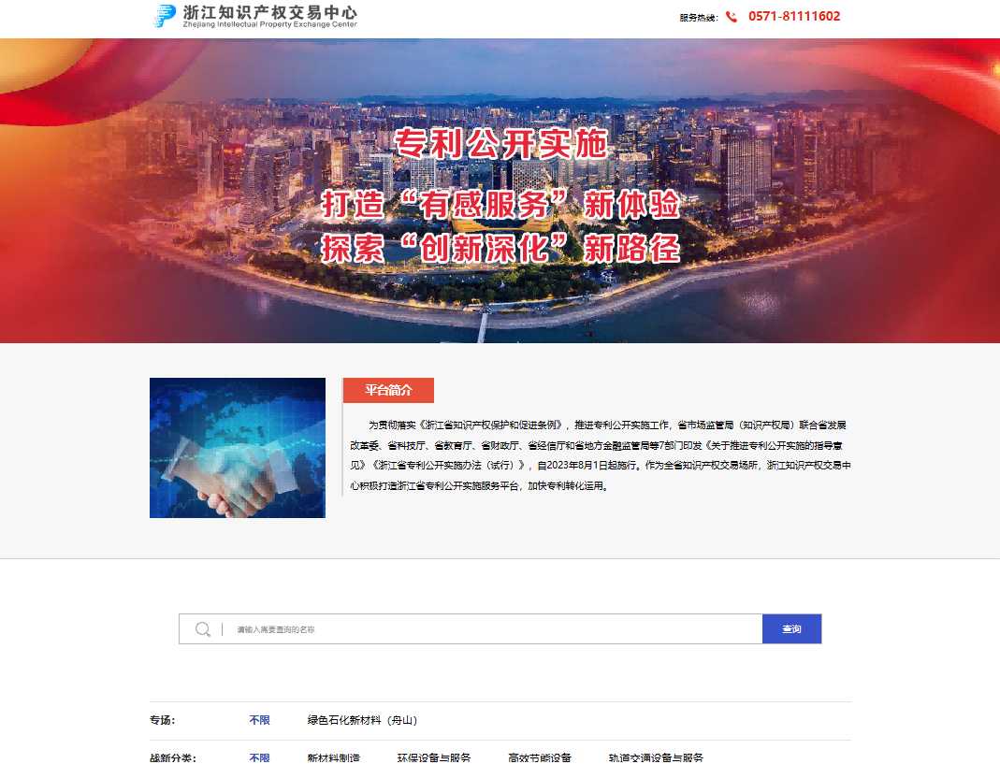 浙江知识产权交易中心
Zhejiang Intellectual Property Exchange Center
服务热线： 0571-81111602
专利公开实施
打造“有感服务”新体验
探索“创新深化”新路径
平台简介
为贯彻落实《浙江省知识产权保护和促进条例》，推进专利公开实施工作，省市场监管局（知识产权局）联合省发展
改革委、省科技厅、省教育厅、省财政厅、省经信厅和省地方金融监管局等7部门印发《关于推进专利公开实施的指导意
见》《浙江省专利公开实施办法（试行）》，自2023年8月1日起施行。作为全省知识产权交易场所，浙江知识产权交易中
心积极打造浙江省专利公开实施服务平台，加快专利转化运用。
请输入需要查询的名称 查询
专场： 不限 绿色石化新材料（舟山）
战新分类： 不限 新材料制造 环保设备与服务 高效节能设备 轨道交通设备与服务